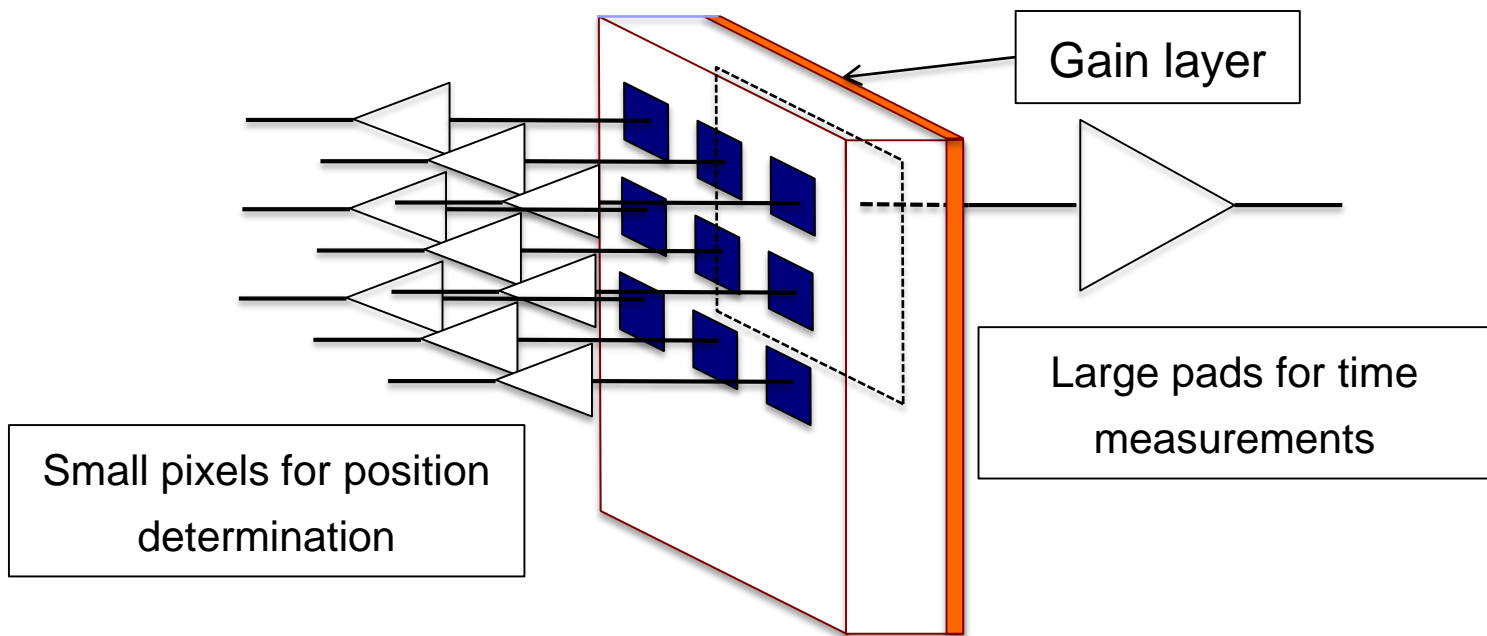 Gain layer
Large pads for time
measurements
Small pixels for position
determination